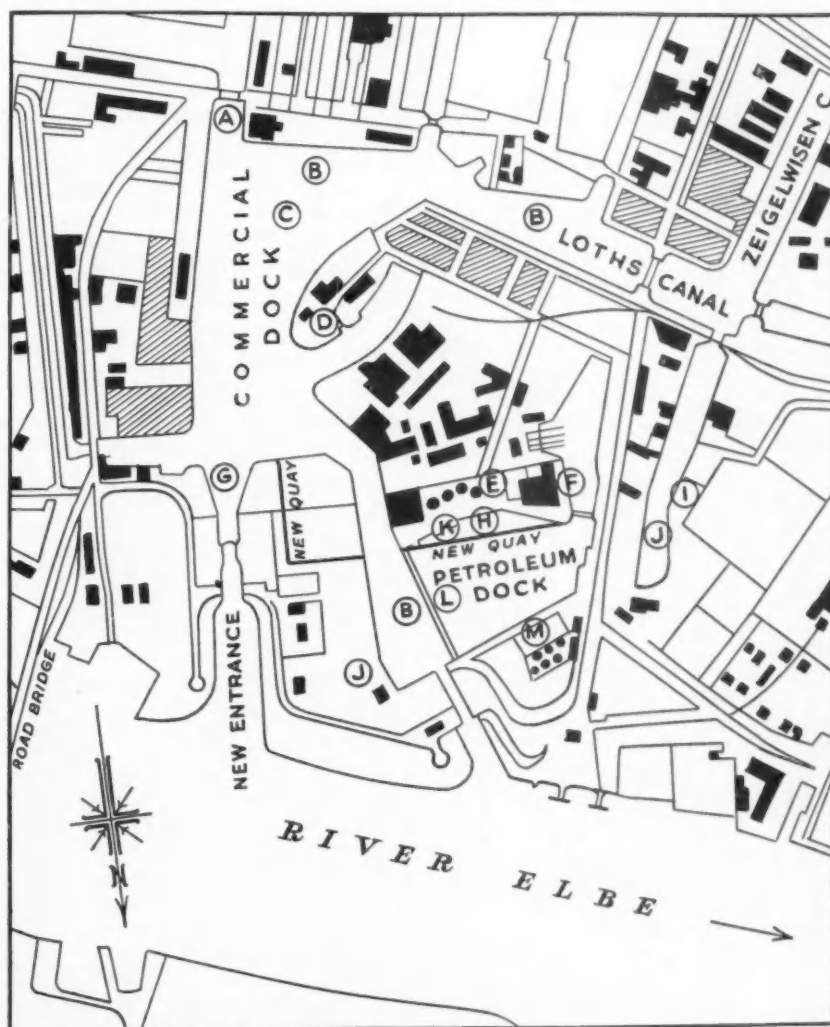 A
B
C
COMMERCIAL
DOCK
B
LOTHS
CANAL
ZEIGELWISEN C.
D
G
E
F
I
NEW QUAY
K
H
J
NEW QUAY
PETROLEUM
DOCK
B
L
M
J
NEW ENTRANCE
ROAD BRIDGE
N
RIVER ELBE